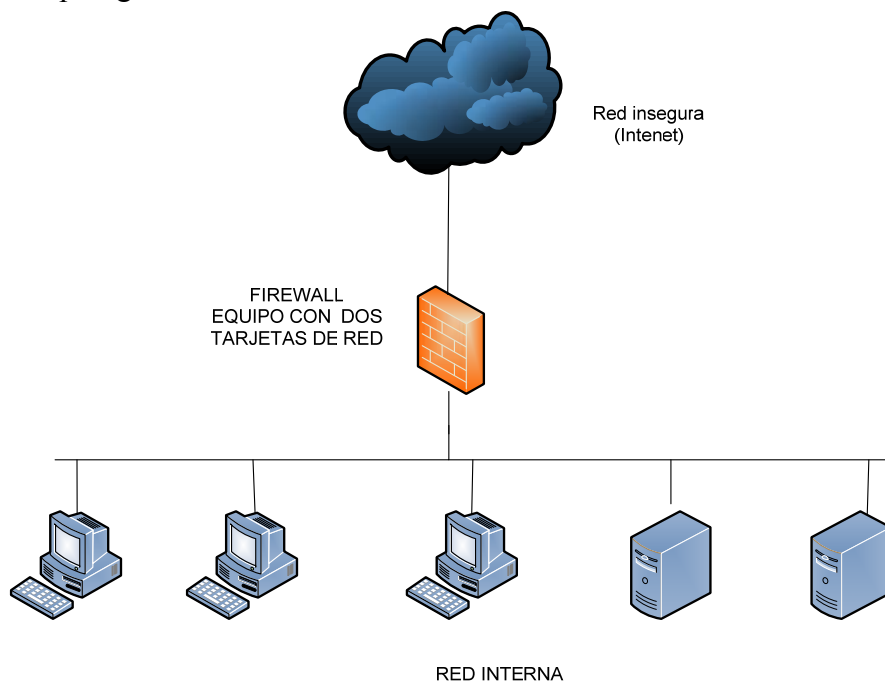 Red insegura
(Intenet)
FIREWALL
EQUIPO CON DOS
TARJETAS DE RED
RED INTERNA